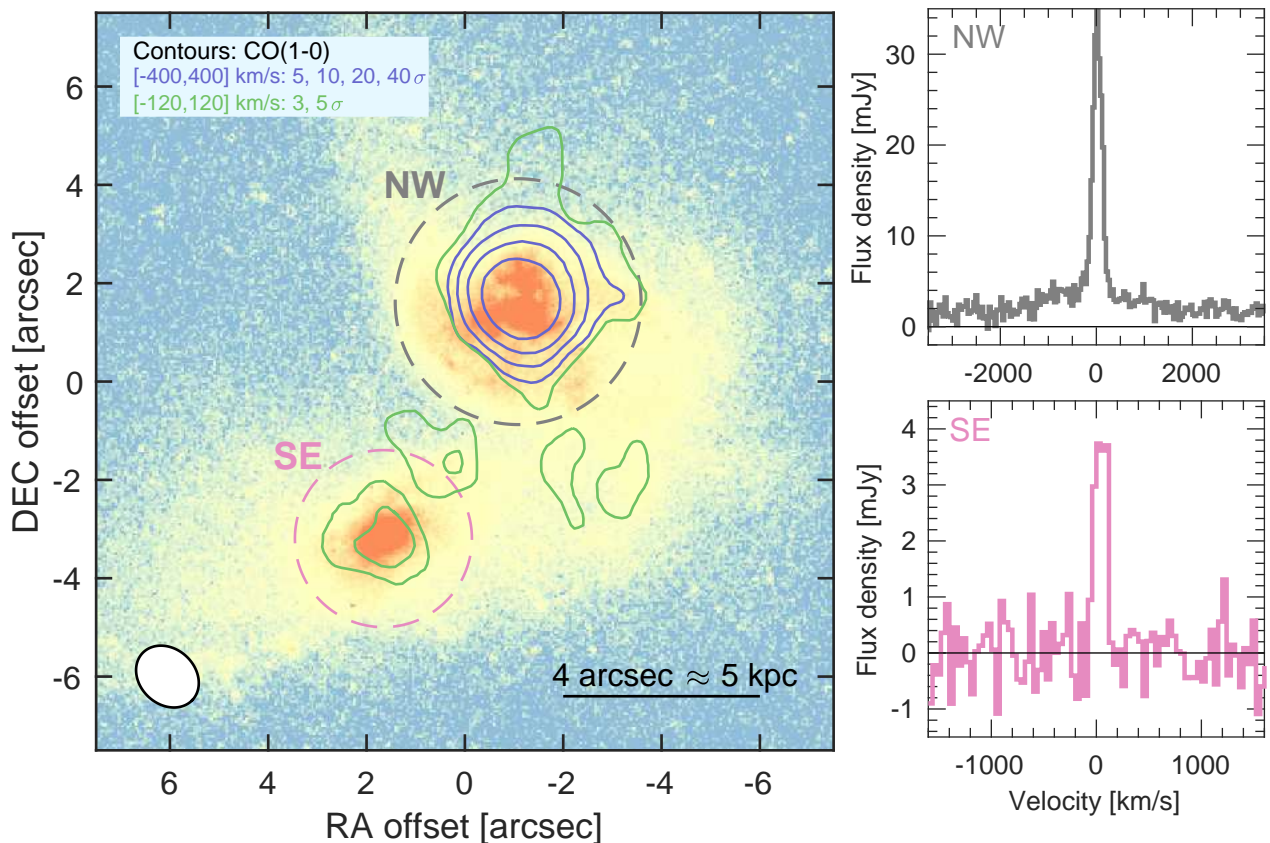 Contours: CO(1-0)
[-400,400] km/s: 5, 10, 20, 40σ
[-120,120] km/s: 3, 5σ
NW
SE
4 arcsec ≈ 5 kpc
6
4
2
0
-2
-4
-6
DEC offset [arcsec]
6
4
2
0
-2
-4
-6
RA offset [arcsec]
NW
30
20
10
0
Flux density [mJy]
-2000
0
2000
SE
4
3
2
1
0
-1
Flux density [mJy]
-1000
0
1000
Velocity [km/s]